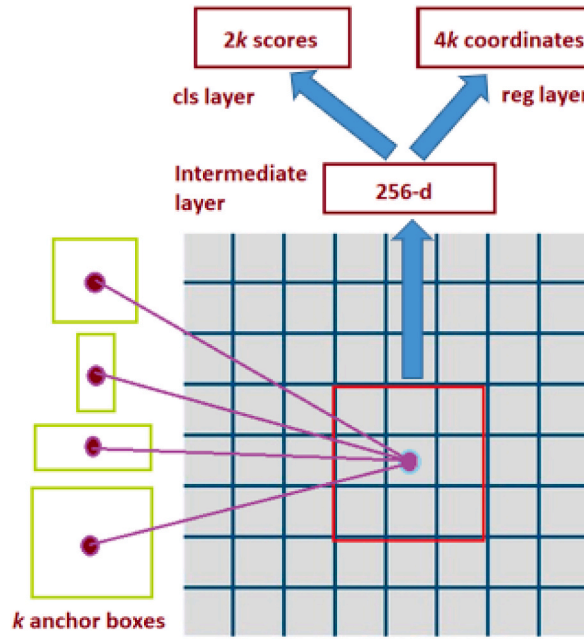 2k scores
4k coordinates
cls layer
reg layer
Intermediate
layer
256-d
k anchor boxes